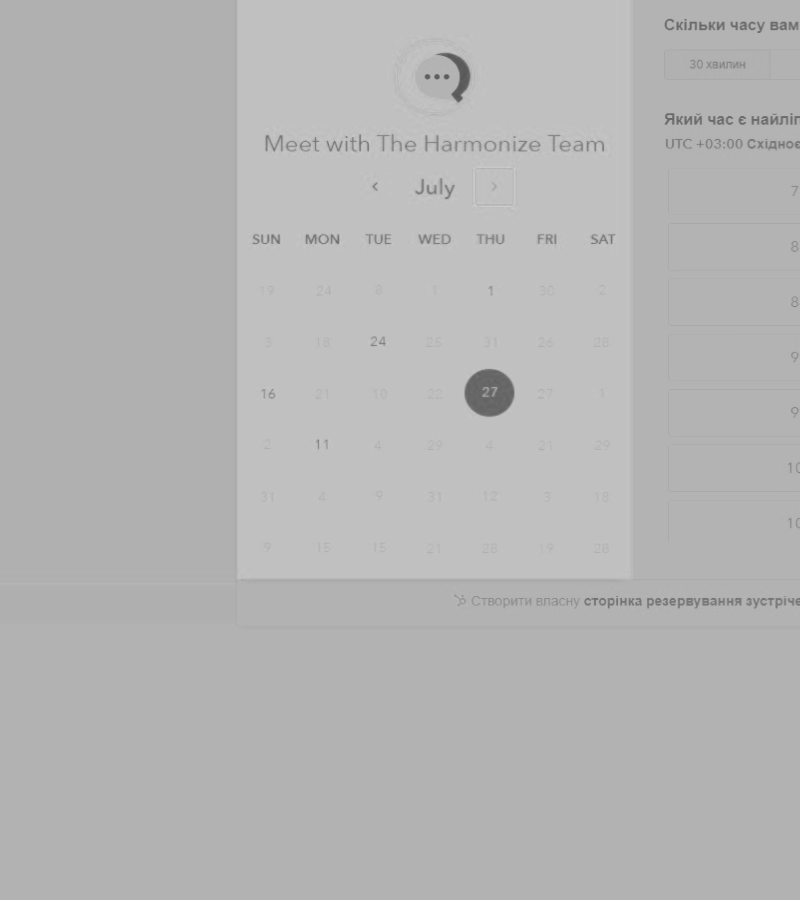 Meet with The Harmonize Team
July
SUN MON TUE WED THU FRI SAT
19 24 6 1 1 30 2
3 18 24 25 31 26 28
16 21 10 22 27 27 1
2 11 4 29 4 21 29
31 4 9 31 12 3 18
9 15 15 21 28 19 28
Скільки часу вам
30 хвилин
Який час є найліп
UTC +03:00 Східноє
7
8
8
9
9
10
10
Створити власну сторінка резервування зустріче